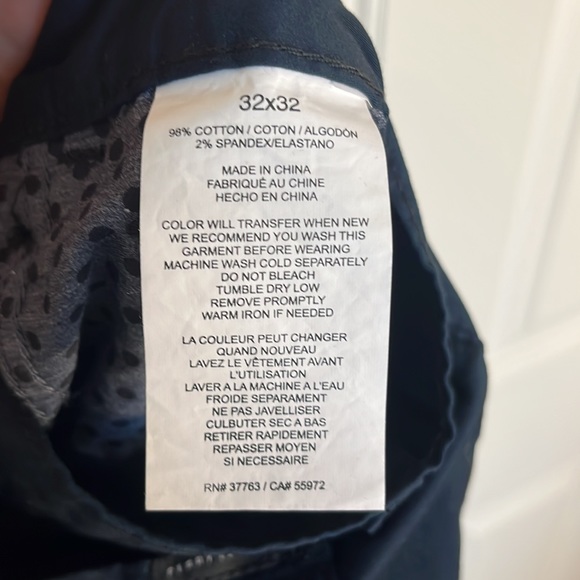 32x32
98% COTTON / COTON / ALGODÓN
2% SPANDEX/ELASTANO
MADE IN CHINA
FABRIQUÉ AU CHINE
HECHO EN CHINA
COLOR WILL TRANSFER WHEN NEW
WE RECOMMEND YOU WASH THIS
GARMENT BEFORE WEARING
MACHINE WASH COLD SEPARATELY
DO NOT BLEACH
TUMBLE DRY LOW
REMOVE PROMPTLY
WARM IRON IF NEEDED
LA COULEUR PEUT CHANGER
QUAND NOUVEAU
LAVEZ LE VÊTEMENT AVANT
L'UTILISATION
LAVER A LA MACHINE A L'EAU
FROIDE SEPARAMENT
NE PAS JAVELLISER
CULBUTER SEC A BAS
RETIRER RAPIDEMENT
REPASSER MOYEN
SI NECESSAIRE
RN# 37763 / CA# 55972